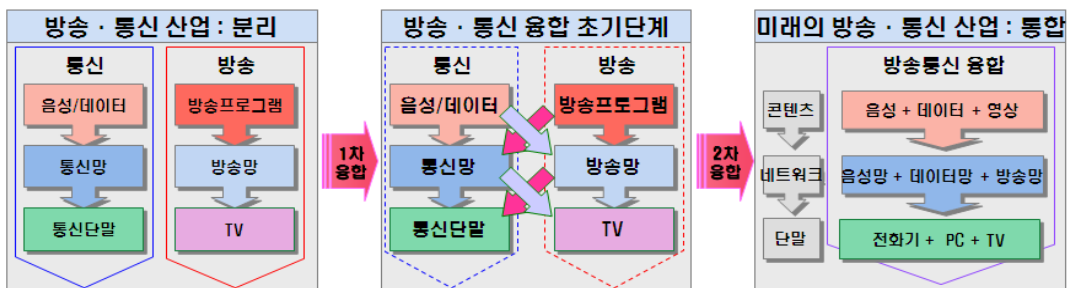 방송 · 통신 산업 : 분리
통신
방송
음성/데이터
방송프로그램
통신망
방송망
통신단말
TV
1차
융합
방송 · 통신 융합 초기단계
통신
방송
음성/데이터
방송프로그램
통신망
방송망
통신단말
TV
2차
융합
미래의 방송 · 통신 산업 : 통합
방송통신 융합
콘텐츠
음성 + 데이터 + 영상
네트워크
음성망 + 데이터망 + 방송망
단말
전화기 + PC + TV